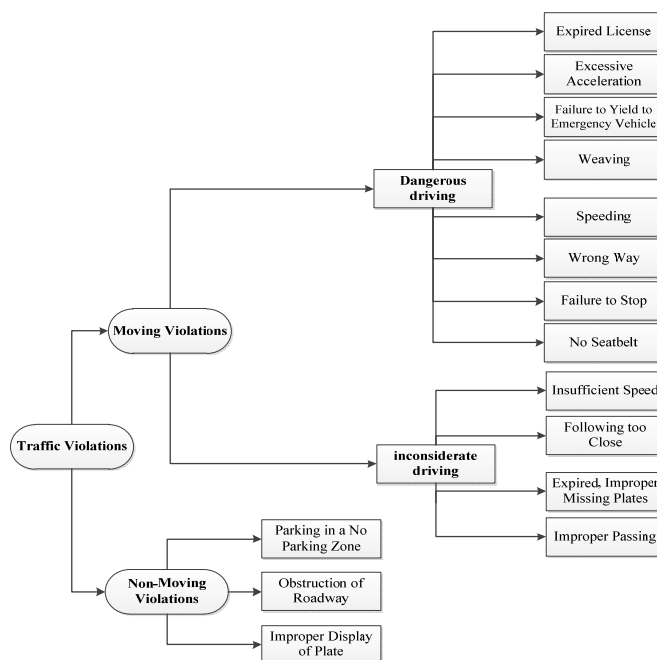 Expired License
Excessive
Acceleration
Failure to Yield to
Emergency Vehicle
Weaving
Dangerous
driving
Speeding
Wrong Way
Failure to Stop
No Seatbelt
Moving Violations
Insufficient Speed
Following too
Close
inconsiderate
driving
Expired, Improper
Missing Plates
Improper Passing
Traffic Violations
Parking in a No
Parking Zone
Non-Moving
Violations
Obstruction of
Roadway
Improper Display
of Plate